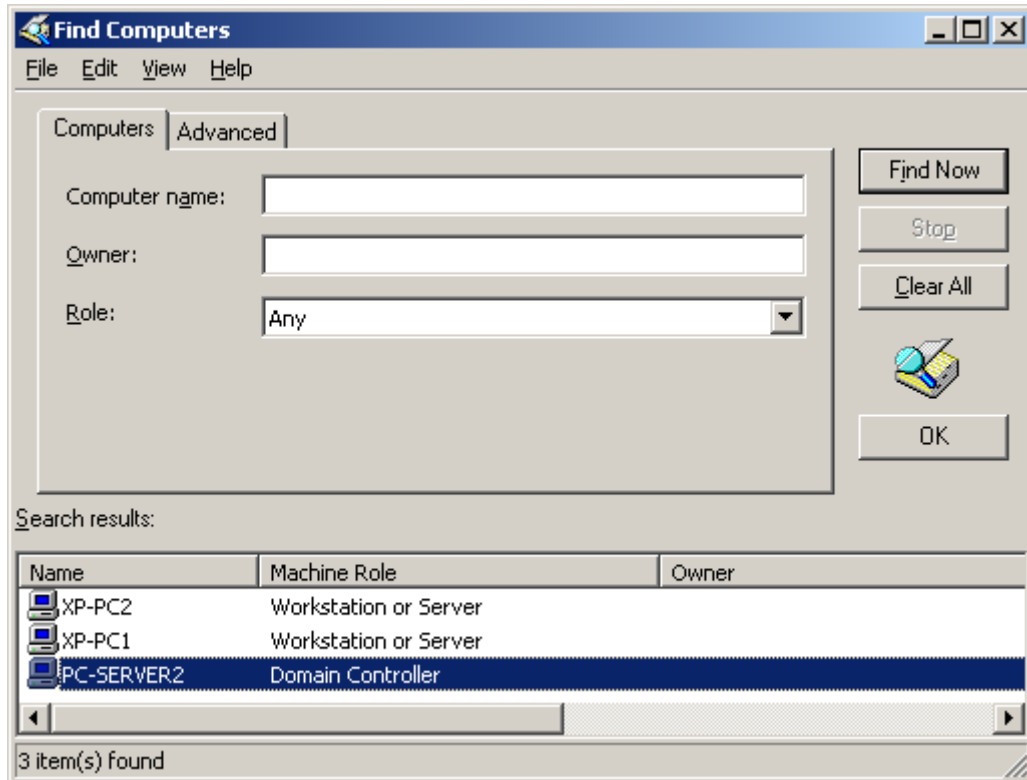 Find Computers
File Edit View Help
Computers Advanced
Computer name:
Find Now
Owner:
Stop
Role:
Any
Clear All
OK
Search results:
Name Machine Role Owner
XP-PC2 Workstation or Server
XP-PC1 Workstation or Server
PC-SERVER2 Domain Controller
3 item(s) found